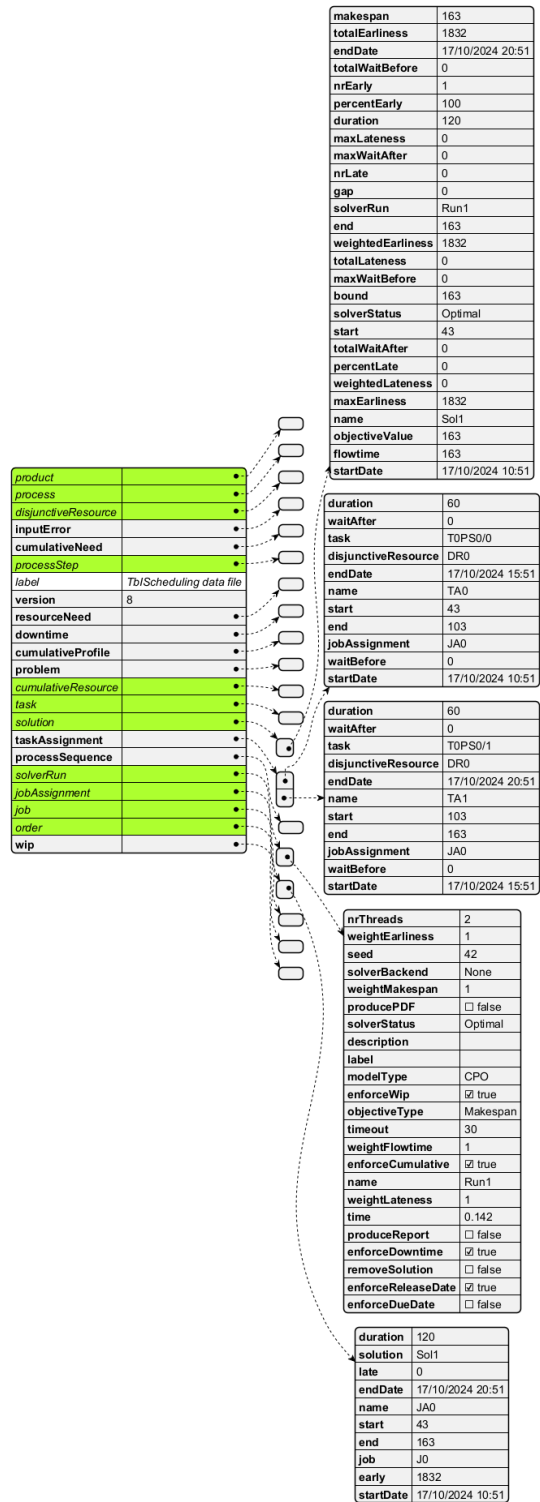 makespan 163
totalEarliness 1832
endDate 17/10/2024 20:51
totalWaitBefore 0
nrEarly 1
percentEarly 100
duration 120
maxLateness 0
maxWaitAfter 0
nrLate 0
gap 0
solverRun Run1
end 163
weightedEarliness 1832
totalLateness 0
maxWaitBefore 0
bound 163
solverStatus Optimal
start 43
totalWaitAfter 0
percentLate 0
weightedLateness 0
maxEarliness 1832
name Sol1
objectiveValue 163
flowtime 163
startDate 17/10/2024 10:51
product
process
disjunctiveResource
inputError
cumulativeNeed
processStep
label TblScheduling data file
version 8
resourceNeed
downtime
cumulativeProfile
problem
cumulativeResource
task
solution
taskAssignment
processSequence
solverRun
jobAssignment
job
order
wip
duration 60
waitAfter 0
task T0PS0/0
disjunctiveResource DR0
endDate 17/10/2024 15:51
name TA0
start 43
end 103
jobAssignment JA0
waitBefore 0
startDate 17/10/2024 10:51
duration 60
waitAfter 0
task T0PS0/1
disjunctiveResource DR0
endDate 17/10/2024 20:51
name TA1
start 103
end 163
jobAssignment JA0
waitBefore 0
startDate 17/10/2024 15:51
nrThreads 2
weightEarliness 1
seed 42
solverBackend None
weightMakespan 1
producePDF ☐ false
solverStatus Optimal
description
label
modelType CPO
enforceWip ☑ true
objectiveType Makespan
timeout 30
weightFlowtime 1
enforceCumulative ☑ true
name Run1
weightLateness 1
time 0.142
produceReport ☐ false
enforceDowntime ☑ true
removeSolution ☐ false
enforceReleaseDate ☑ true
enforceDueDate ☐ false
duration 120
solution Sol1
late 0
endDate 17/10/2024 20:51
name JA0
start 43
end 163
job J0
early 1832
startDate 17/10/2024 10:51